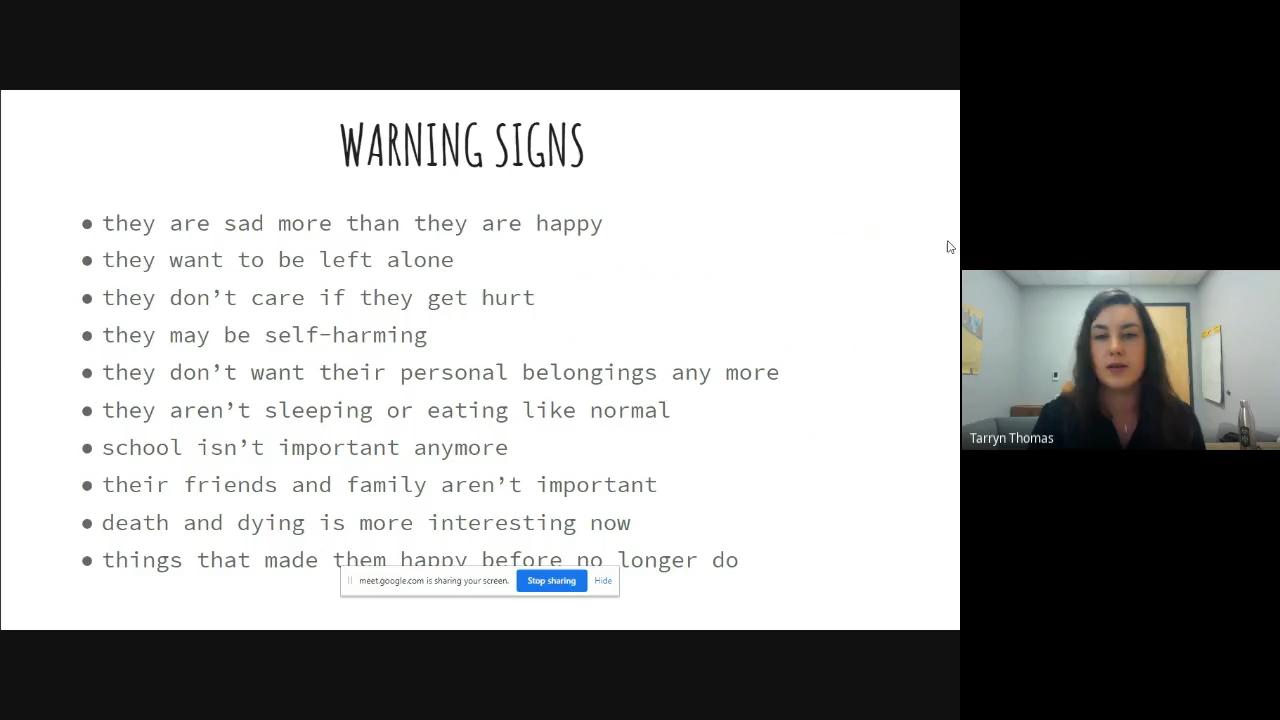 WARNING SIGNS
● they are sad more than they are happy
● they want to be left alone
● they don’t care if they get hurt
● they may be self-harming
● they don’t want their personal belongings any more
● they aren’t sleeping or eating like normal
● school isn’t important anymore
● their friends and family aren’t important
● death and dying is more interesting now
● things that made them happy before no longer do
meet.google.com is sharing your screen. Stop sharing Hide
Tarryn Thomas